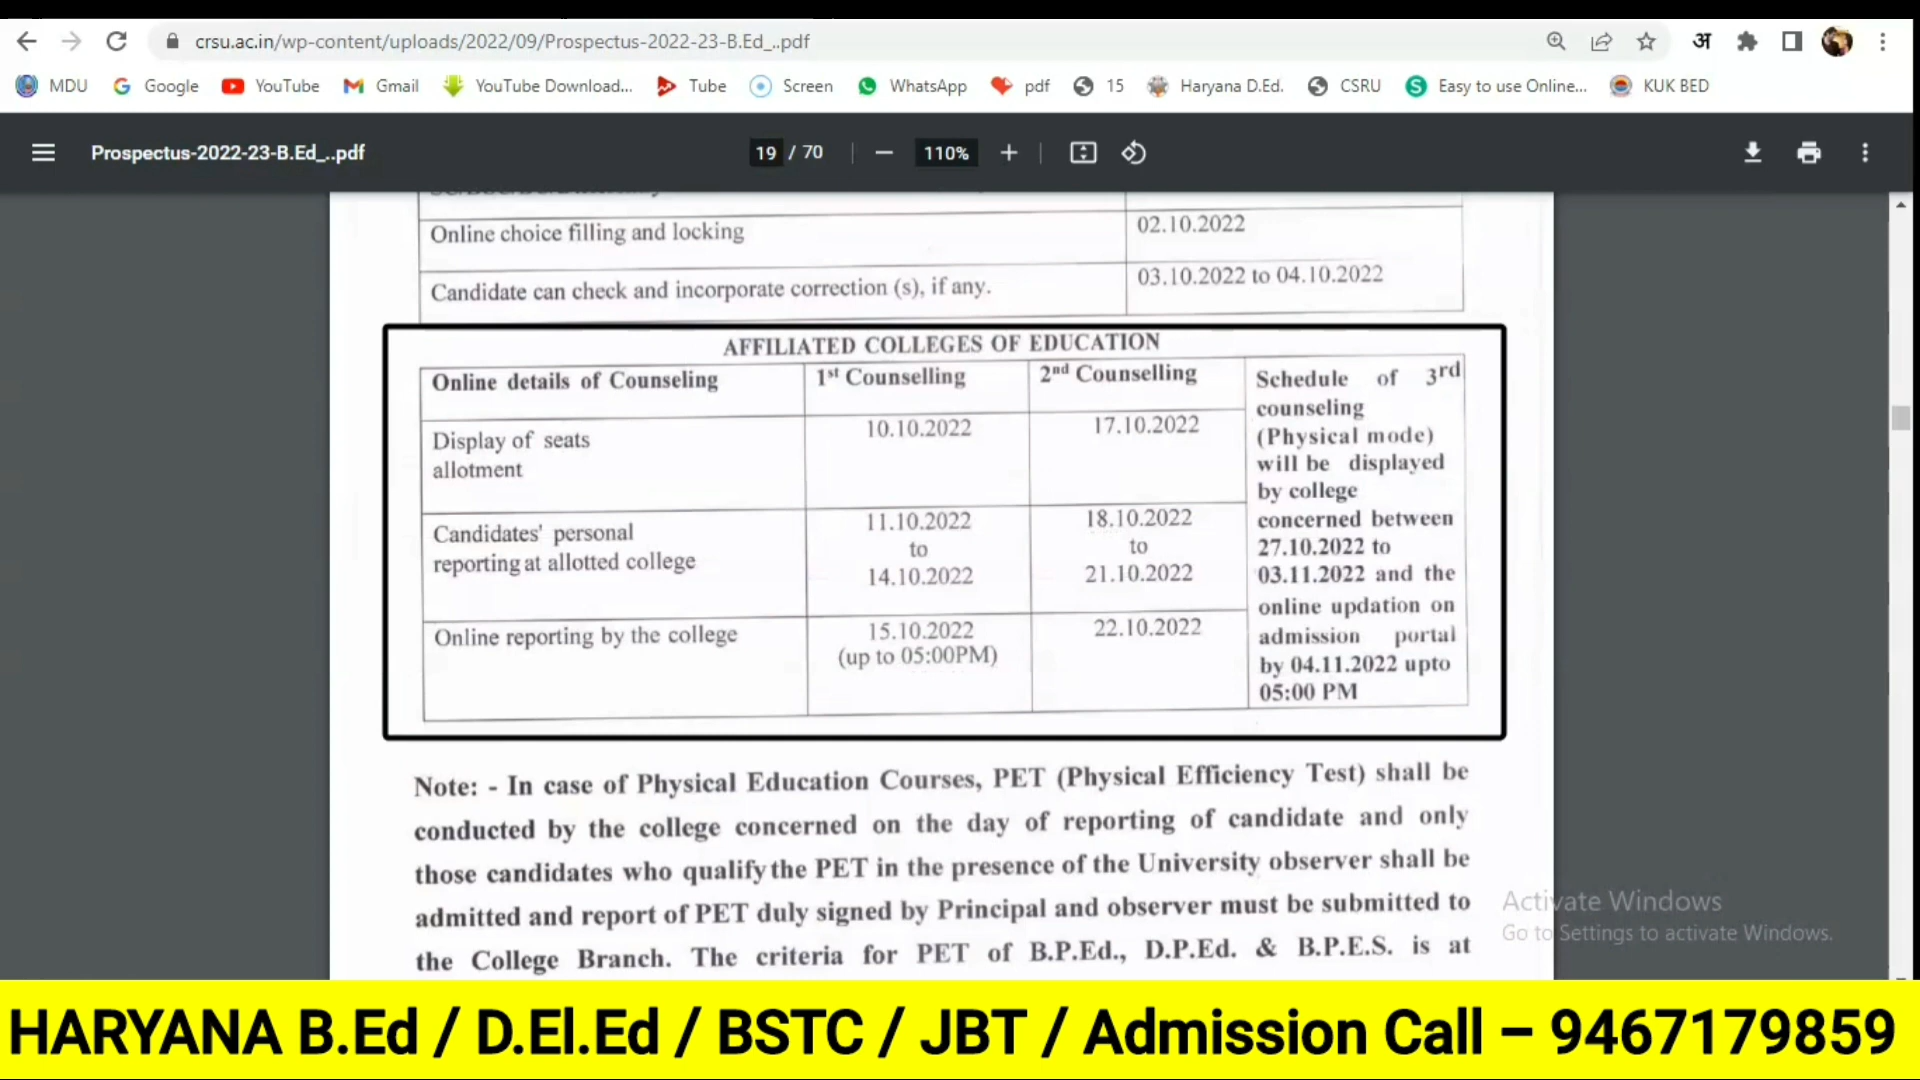 crsu.ac.in/wp-content/uploads/2022/09/Prospectus-2022-23-B.Ed_..pdf
अ
MDU Google YouTube Gmail YouTube Download... Tube Screen WhatsApp pdf 15 Haryana D.Ed. CSRU Easy to use Online... KUK BED
Prospectus-2022-23-B.Ed_..pdf 19 / 70 110%
Online choice filling and locking 02.10.2022
Candidate can check and incorporate correction (s), if any. 03.10.2022 to 04.10.2022
AFFILIATED COLLEGES OF EDUCATION
Online details of Counseling
1st Counselling
2nd Counselling
Schedule of 3rd
counseling
(Physical mode)
will be displayed
by college
concerned between
27.10.2022 to
03.11.2022 and the
online updation on
admission portal
by 04.11.2022 upto
05:00 PM
Display of seats
allotment
10.10.2022
17.10.2022
Candidates' personal
reporting at allotted college
11.10.2022
to
14.10.2022
18.10.2022
to
21.10.2022
Online reporting by the college
15.10.2022
(up to 05:00PM)
22.10.2022
Note: - In case of Physical Education Courses, PET (Physical Efficiency Test) shall be
conducted by the college concerned on the day of reporting of candidate and only
those candidates who qualify the PET in the presence of the University observer shall be
admitted and report of PET duly signed by Principal and observer must be submitted to
the College Branch. The criteria for PET of B.P.Ed., D.P.Ed. & B.P.E.S. is at
Activate Windows
Go to Settings to activate Windows.
HARYANA B.Ed / D.El.Ed / BSTC / JBT / Admission Call – 9467179859